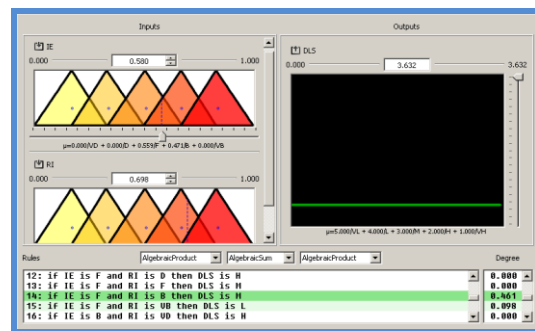 Inputs
Outputs
IE
0.000 0.580 1.000
μ=0.000/VD + 0.000/D + 0.559/F + 0.471/B + 0.000/VB
RI
0.000 0.698 1.000
DLS
0.000 3.632 3.632
μ=5.000/VL + 4.000/L + 3.000/M + 2.000/H + 1.000/VH
Rules AlgebraicProduct AlgebraicSum AlgebraicProduct Degree
12: if IE is F and RI is D then DLS is H 0.000
13: if IE is F and RI is F then DLS is M 0.000
14: if IE is F and RI is B then DLS is M 0.461
15: if IE is F and RI is VB then DLS is L 0.098
16: if IE is B and RI is VD then DLS is H 0.000